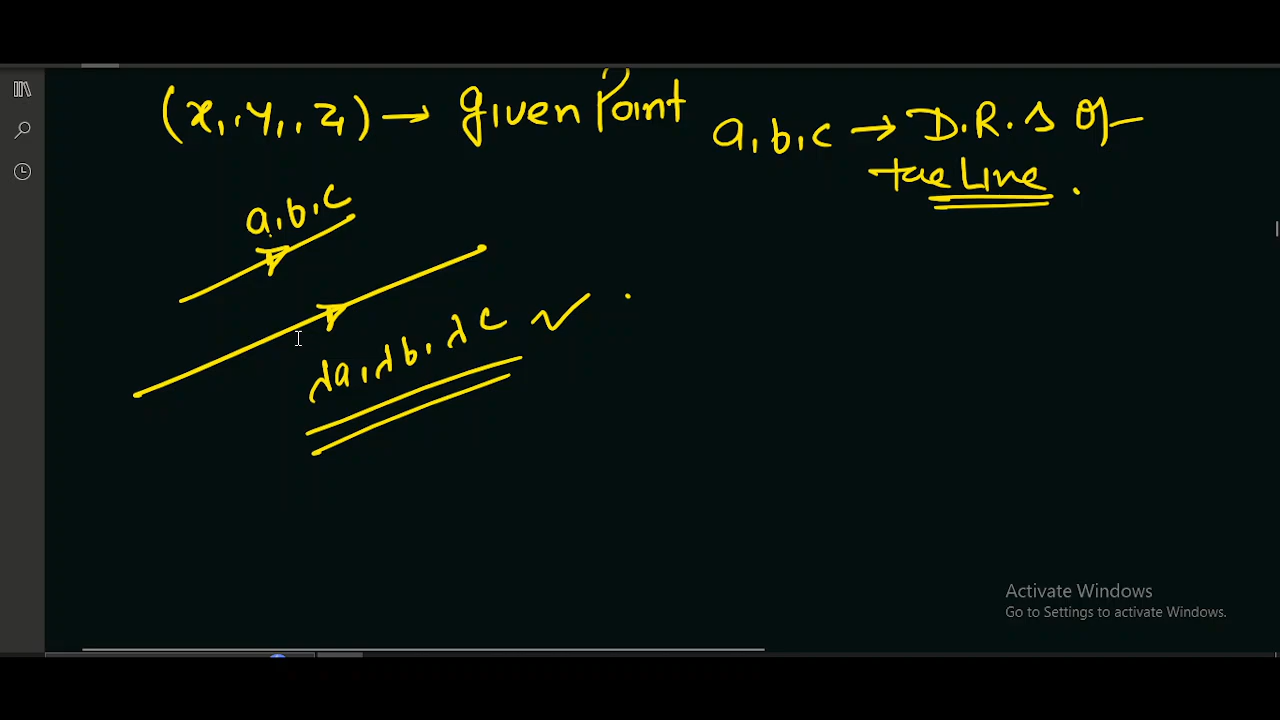 (x₁, y₁, z₁) → given Point
a, b, c → D.R.s of
the Line.
a, b, c
λa, λb, λc ✓
Activate Windows
Go to Settings to activate Windows.